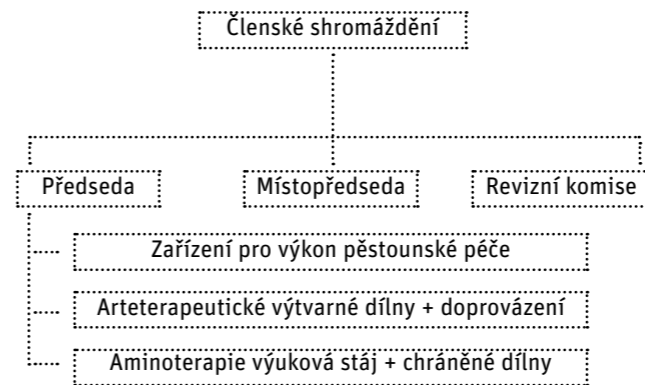 Členské shromáždění
Předseda
Místopředseda
Revizní komise
Zařízení pro výkon pěstounské péče
Arteterapeutické výtvarné dílny + doprovázení
Aminoterapie výuková stáj + chráněné dílny